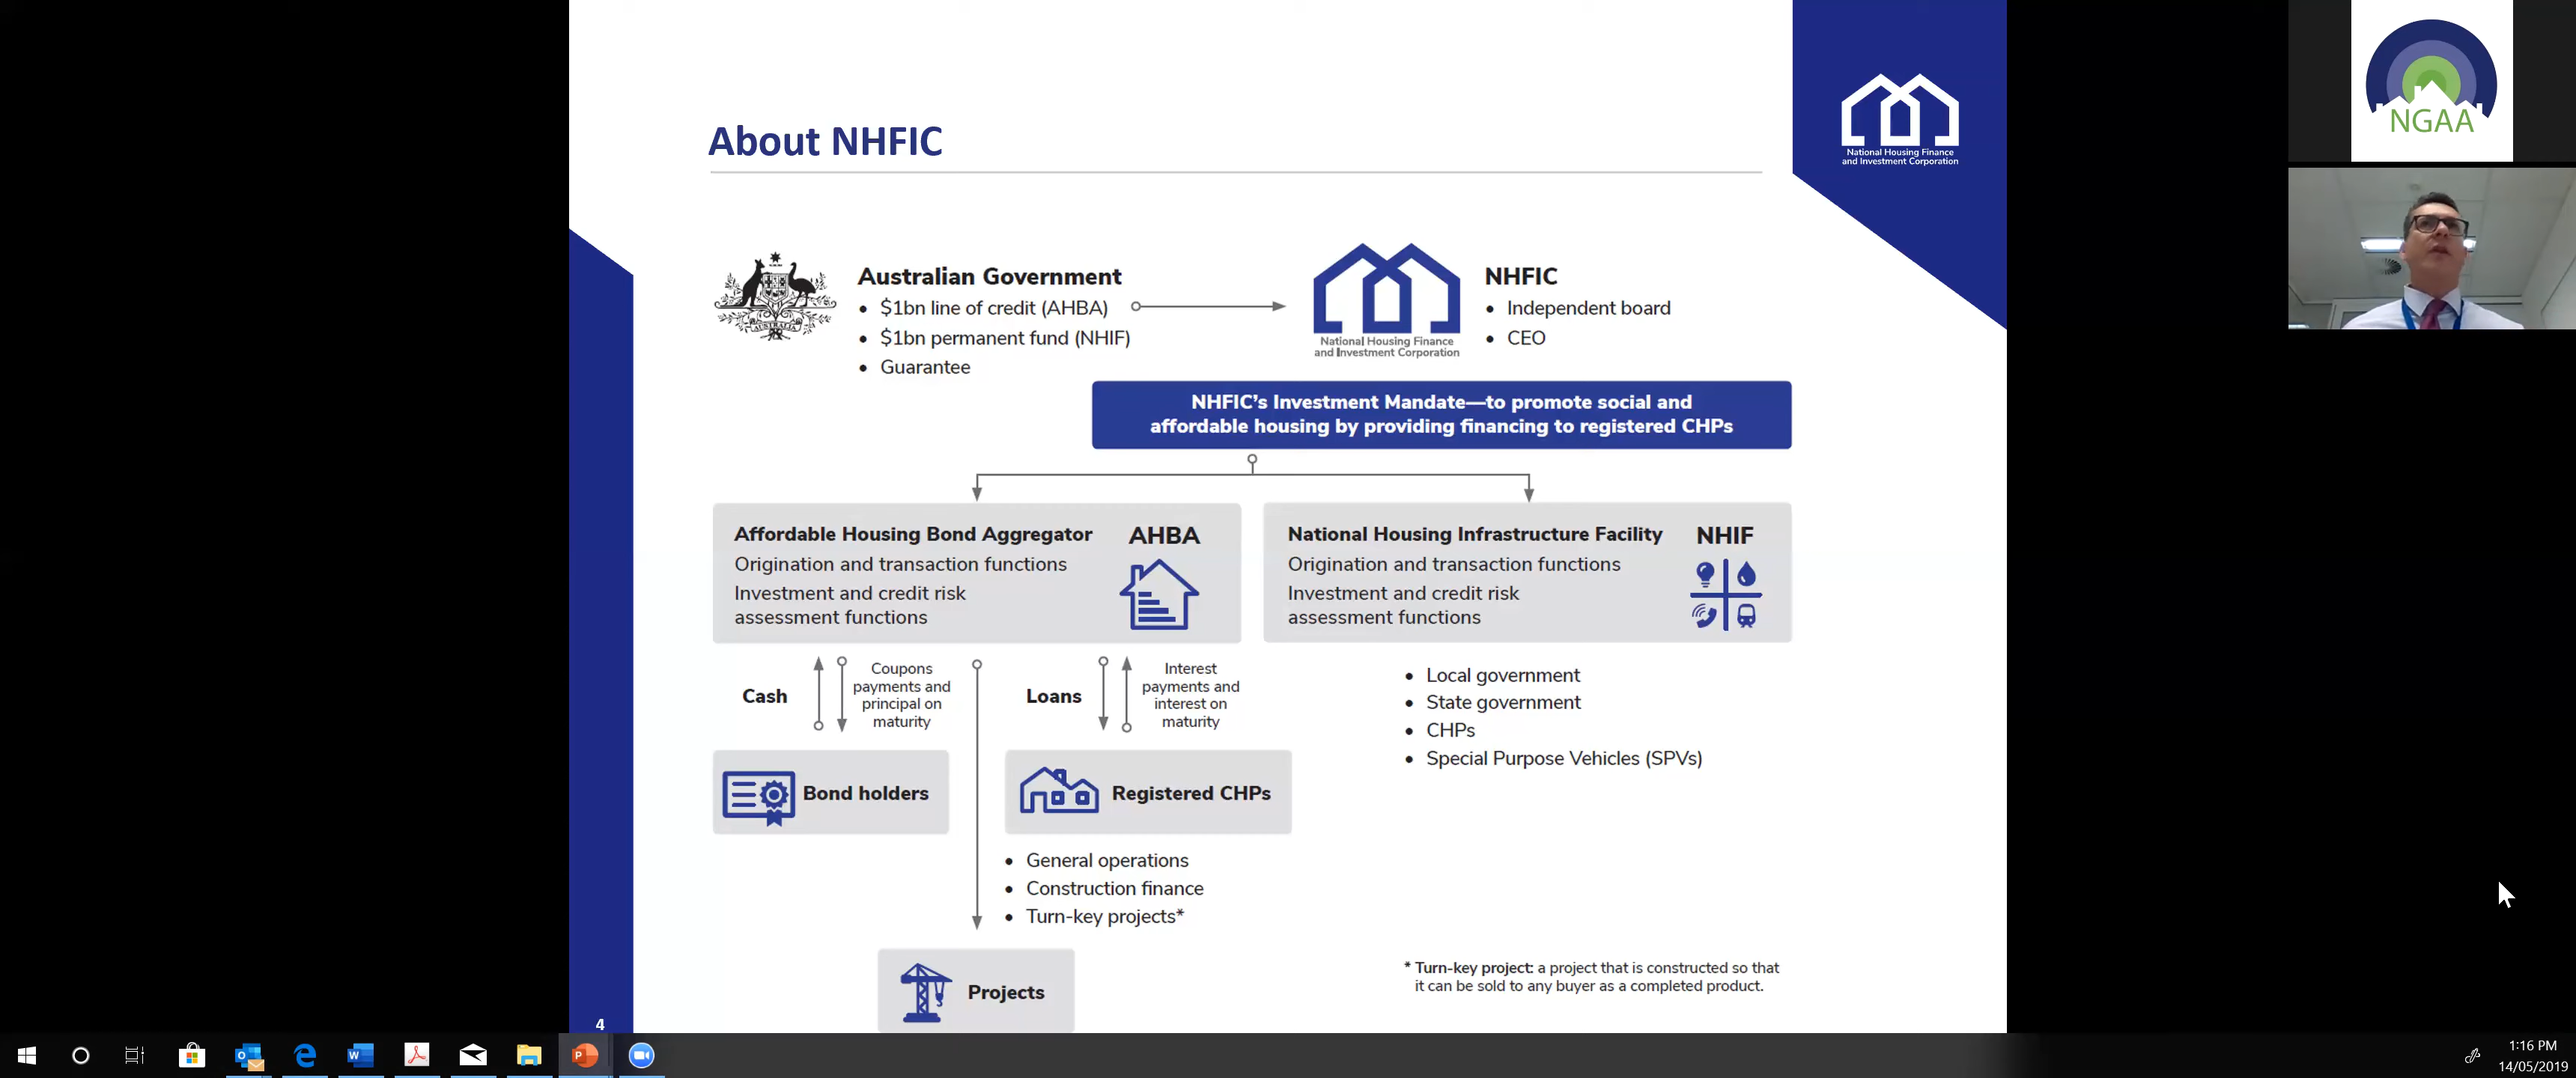 About NHFIC
National Housing Finance
and Investment Corporation
NGAA
Australian Government
• $1bn line of credit (AHBA)
• $1bn permanent fund (NHIF)
• Guarantee
AUSTRALIA
National Housing Finance
and Investment Corporation
NHFIC
• Independent board
• CEO
NHFIC's Investment Mandate—to promote social and
affordable housing by providing financing to registered CHPs
Affordable Housing Bond Aggregator
AHBA
Origination and transaction functions
Investment and credit risk
assessment functions
National Housing Infrastructure Facility
NHIF
Origination and transaction functions
Investment and credit risk
assessment functions
Cash
Coupons
payments and
principal on
maturity
Loans
Interest
payments and
interest on
maturity
• Local government
• State government
• CHPs
• Special Purpose Vehicles (SPVs)
Bond holders
Registered CHPs
• General operations
• Construction finance
• Turn-key projects*
Projects
* Turn-key project: a project that is constructed so that
it can be sold to any buyer as a completed product.
4
1:16 PM
14/05/2019